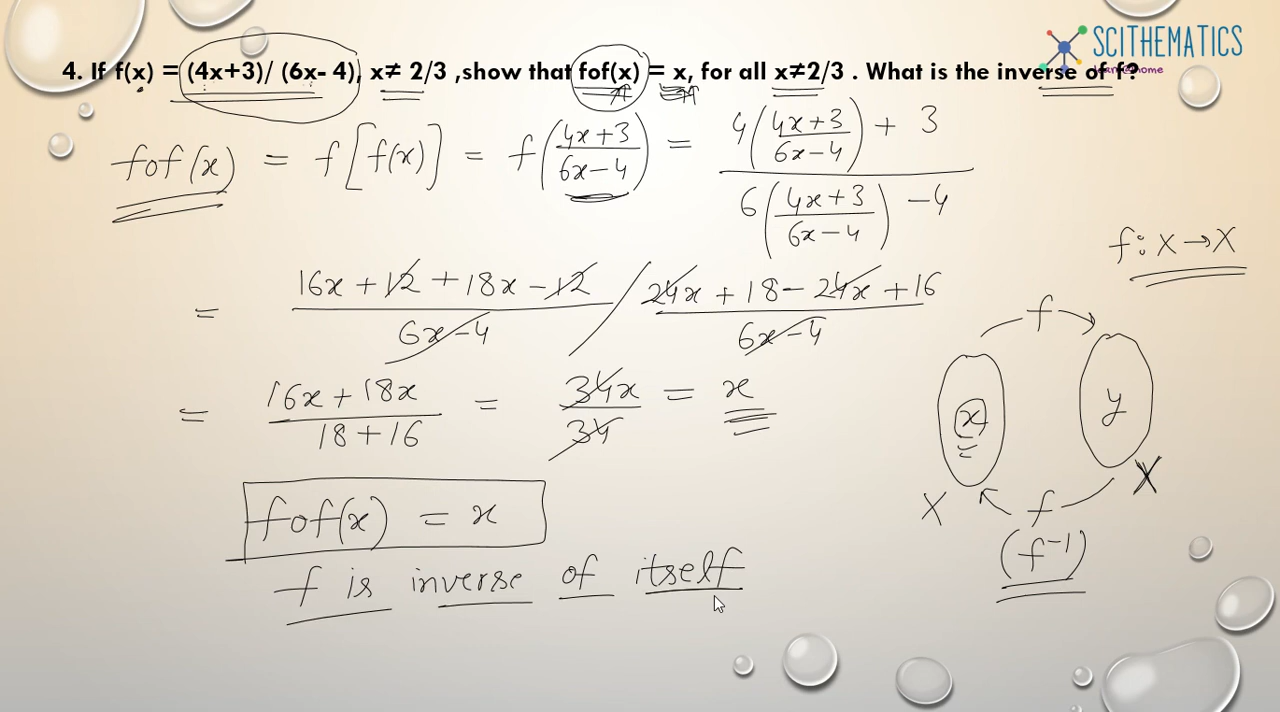 SCITHEMATICS
learn@home
4. If f(x) = (4x+3)/ (6x- 4), x≠ 2/3 ,show that fof(x) = x, for all x≠2/3 . What is the inverse of f?
fof(x) = f[f(x)] = f((4x+3)/(6x-4)) = (4((4x+3)/(6x-4)) + 3)/(6((4x+3)/(6x-4)) - 4)
f: X → X
= (16x + 12 + 18x - 12)/(6x-4) / (24x + 18 - 24x + 16)/(6x-4)
f
= (16x + 18x)/(18 + 16) = 34x/34 = x
x y
X X
fof(x) = x
f
(f⁻¹)
f is inverse of itself